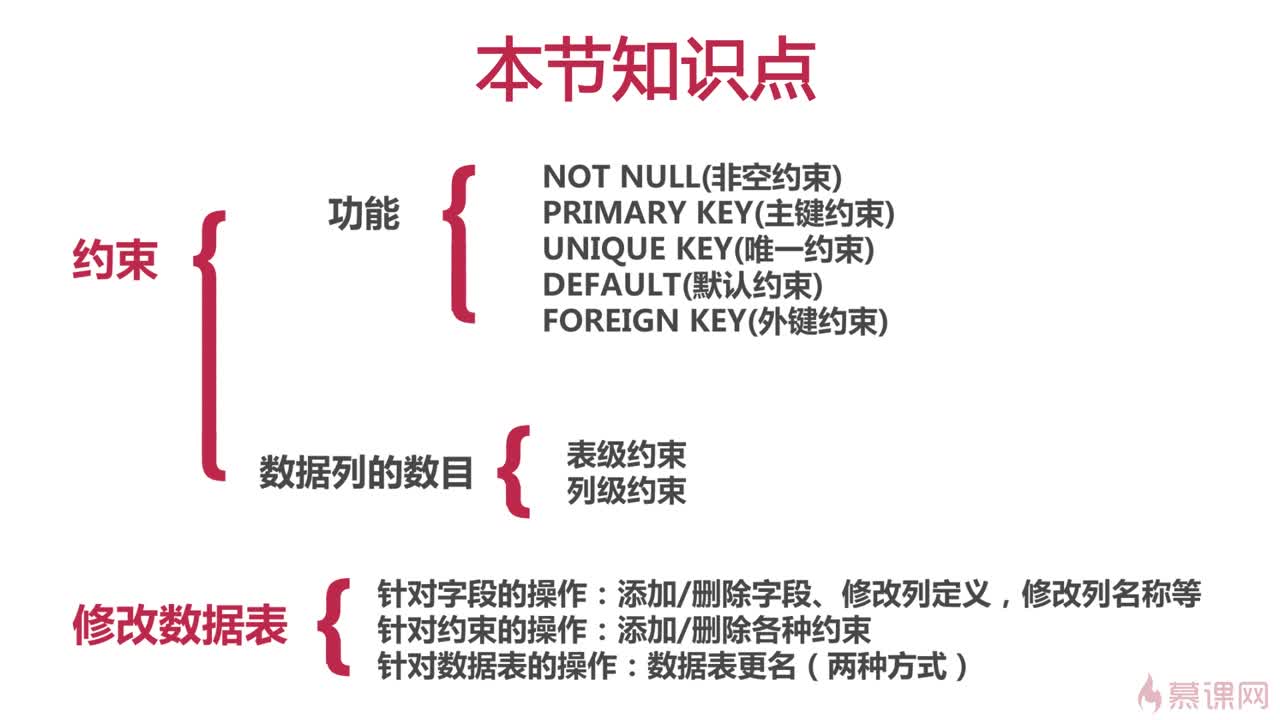 本节知识点
约束
功能
NOT NULL(非空约束)
PRIMARY KEY(主键约束)
UNIQUE KEY(唯一约束)
DEFAULT(默认约束)
FOREIGN KEY(外键约束)
数据列的数目
表级约束
列级约束
修改数据表
针对字段的操作：添加/删除字段、修改列定义，修改列名称等
针对约束的操作：添加/删除各种约束
针对数据表的操作：数据表更名（两种方式）
慕课网